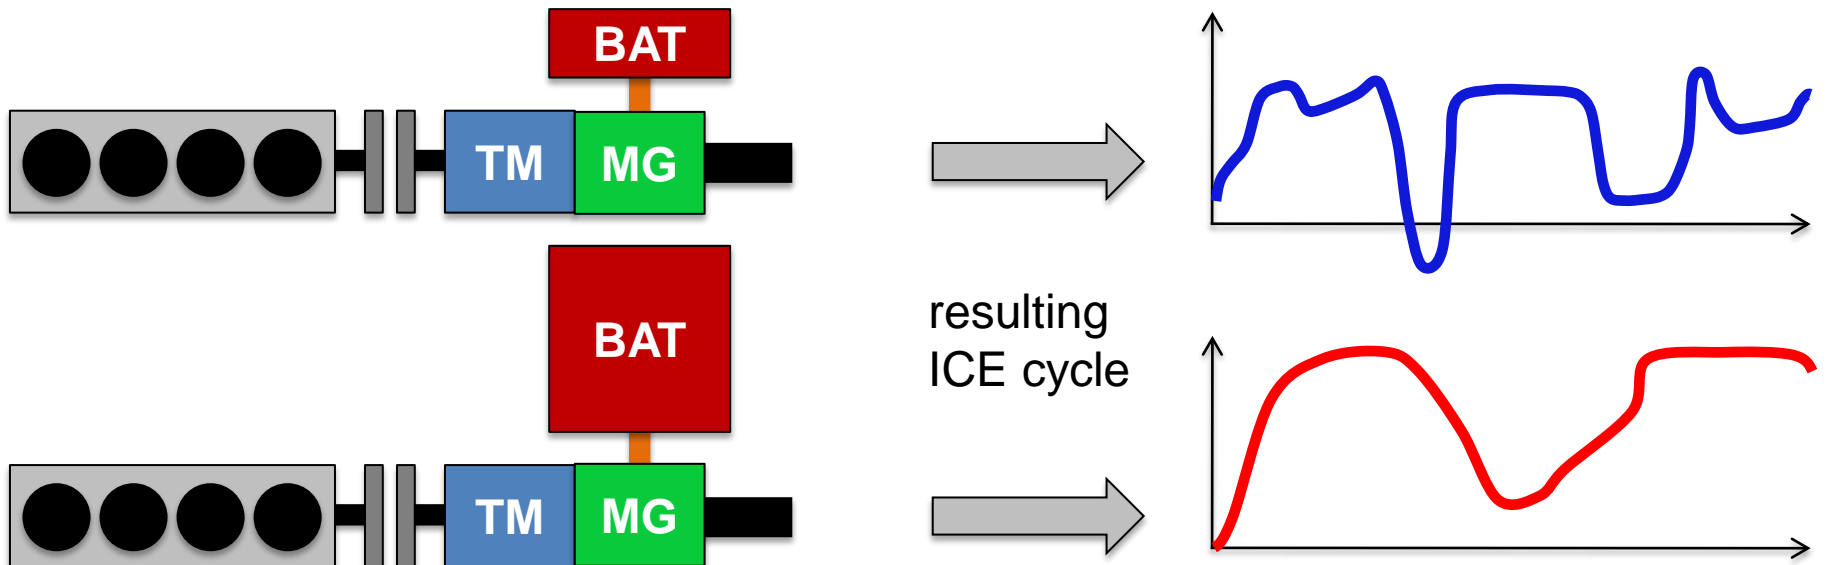 BAT
TM
MG
BAT
resulting
ICE cycle
TM
MG